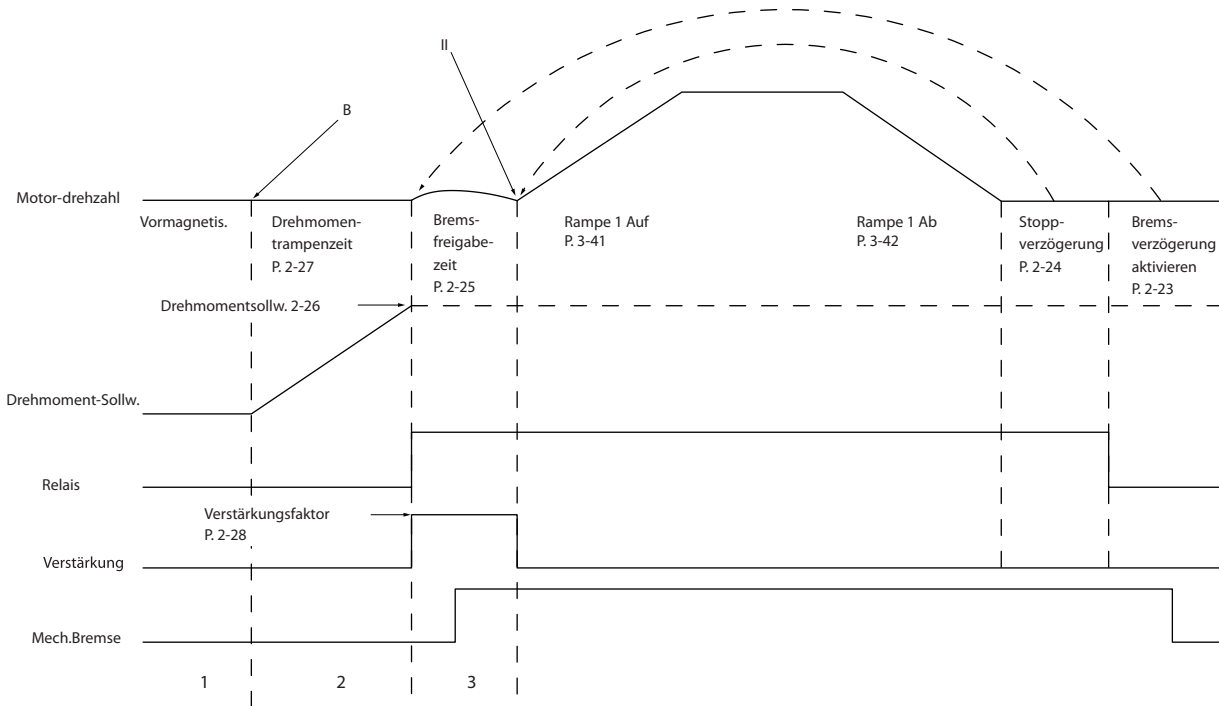 II
B
Motor-drehzahl
Vormagnetis.
Drehmomen-
trampenzeit
P. 2-27
Brems-
freigabe-
zeit
P. 2-25
Rampe 1 Auf
P. 3-41
Rampe 1 Ab
P. 3-42
Stopp-
verzögerung
P. 2-24
Brems-
verzögerung
aktivieren
P. 2-23
Drehmomentsollw. 2-26
Drehmoment-Sollw.
Relais
Verstärkungsfaktor
P. 2-28
Verstärkung
Mech.Bremse
1
2
3